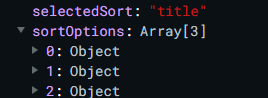 selectedSort: "title"
sortOptions: Array[3]
0: Object
1: Object
2: Object